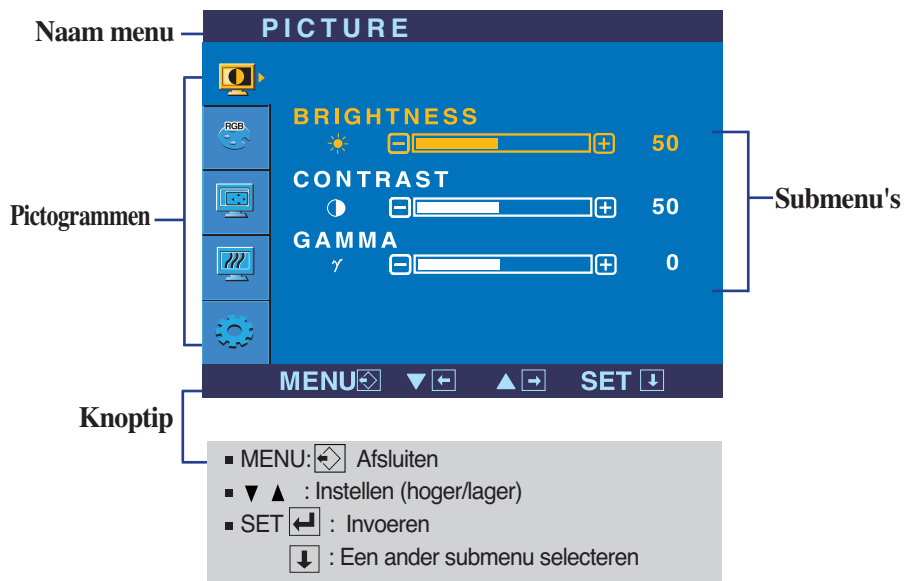 Naam menu
PICTURE
RGB
BRIGHTNESS
50
CONTRAST
50
GAMMA
γ
0
Pictogrammen
Submenu's
MENU ▼ ← ▲ → SET ↓
Knoptip
▪ MENU: Afsluiten
▪ ▼ ▲ : Instellen (hoger/lager)
▪ SET ↵ : Invoeren
↓ : Een ander submenu selecteren